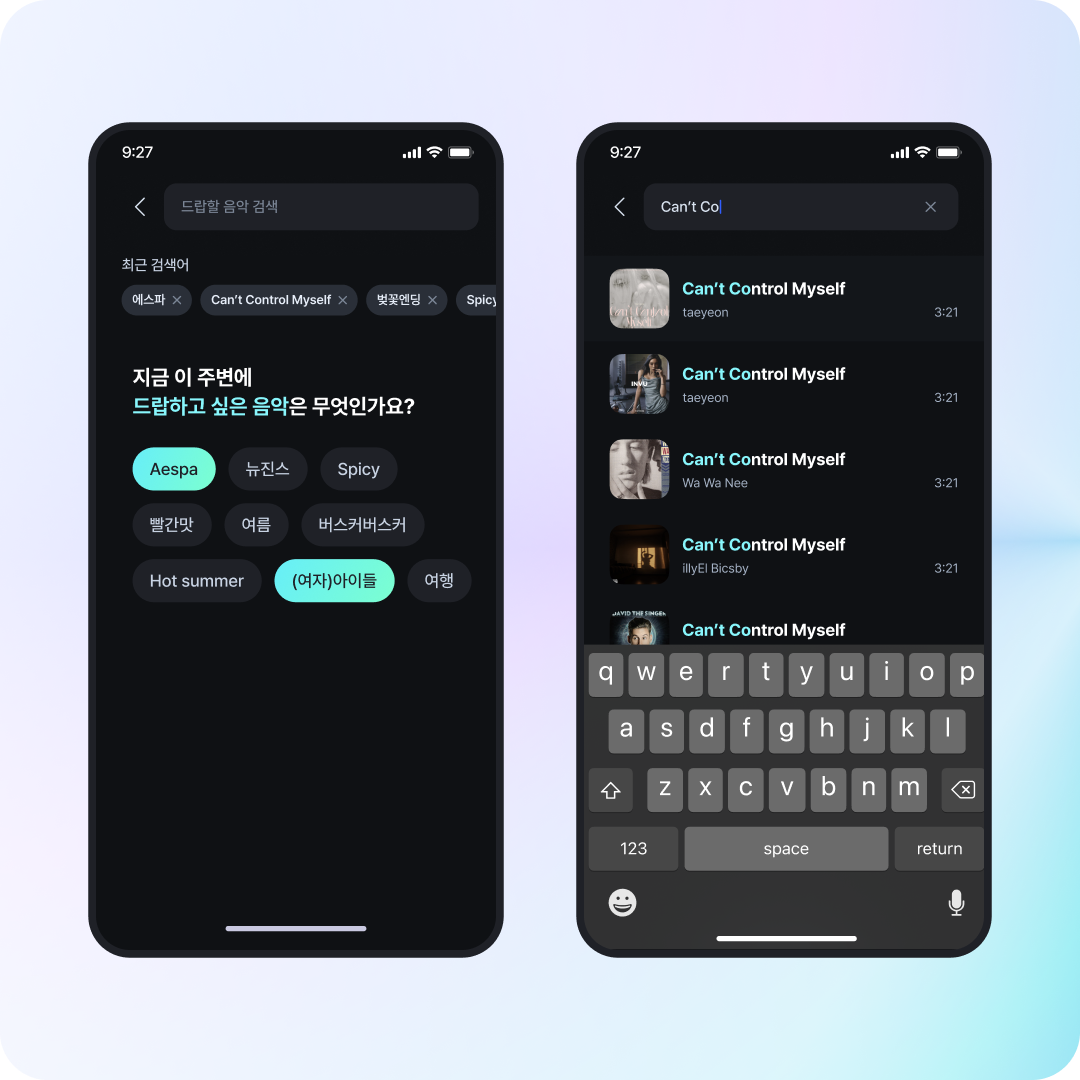 9:27
드랍할 음악 검색
최근 검색어
에스파 Can't Control Myself 벚꽃엔딩 Spicy
지금 이 주변에
드랍하고 싶은 음악은 무엇인가요?
Aespa 뉴진스 Spicy
빨간맛 여름 버스커버스커
Hot summer (여자)아이들 여행
9:27
Can't Co
Can't Control Myself
taeyeon 3:21
INVU
Can't Control Myself
taeyeon 3:21
Can't Control Myself
Wa Wa Nee 3:21
Can't Control Myself
illyEl Bicsby 3:21
DAVID THE SINGER
Can't Control Myself
q w e r t y u i o p
a s d f g h j k l
z x c v b n m
123 space return